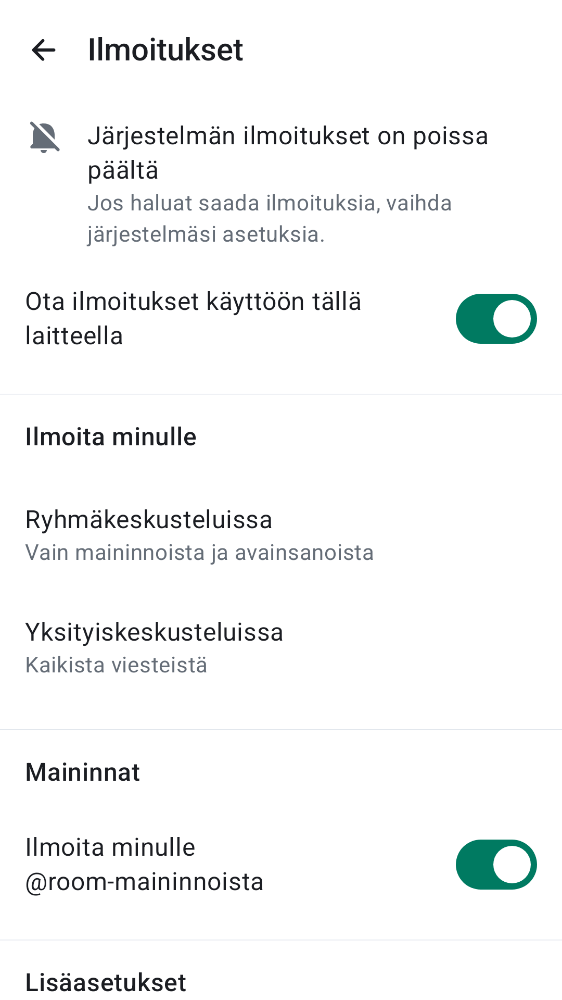 Ilmoitukset
Järjestelmän ilmoitukset on poissa
päältä
Jos haluat saada ilmoituksia, vaihda
järjestelmäsi asetuksia.
Ota ilmoitukset käyttöön tällä
laitteella
Ilmoita minulle
Ryhmäkeskusteluissa
Vain maininnoista ja avainsanoista
Yksityiskeskusteluissa
Kaikista viesteistä
Maininnat
Ilmoita minulle
@room-maininnoista
Lisäasetukset